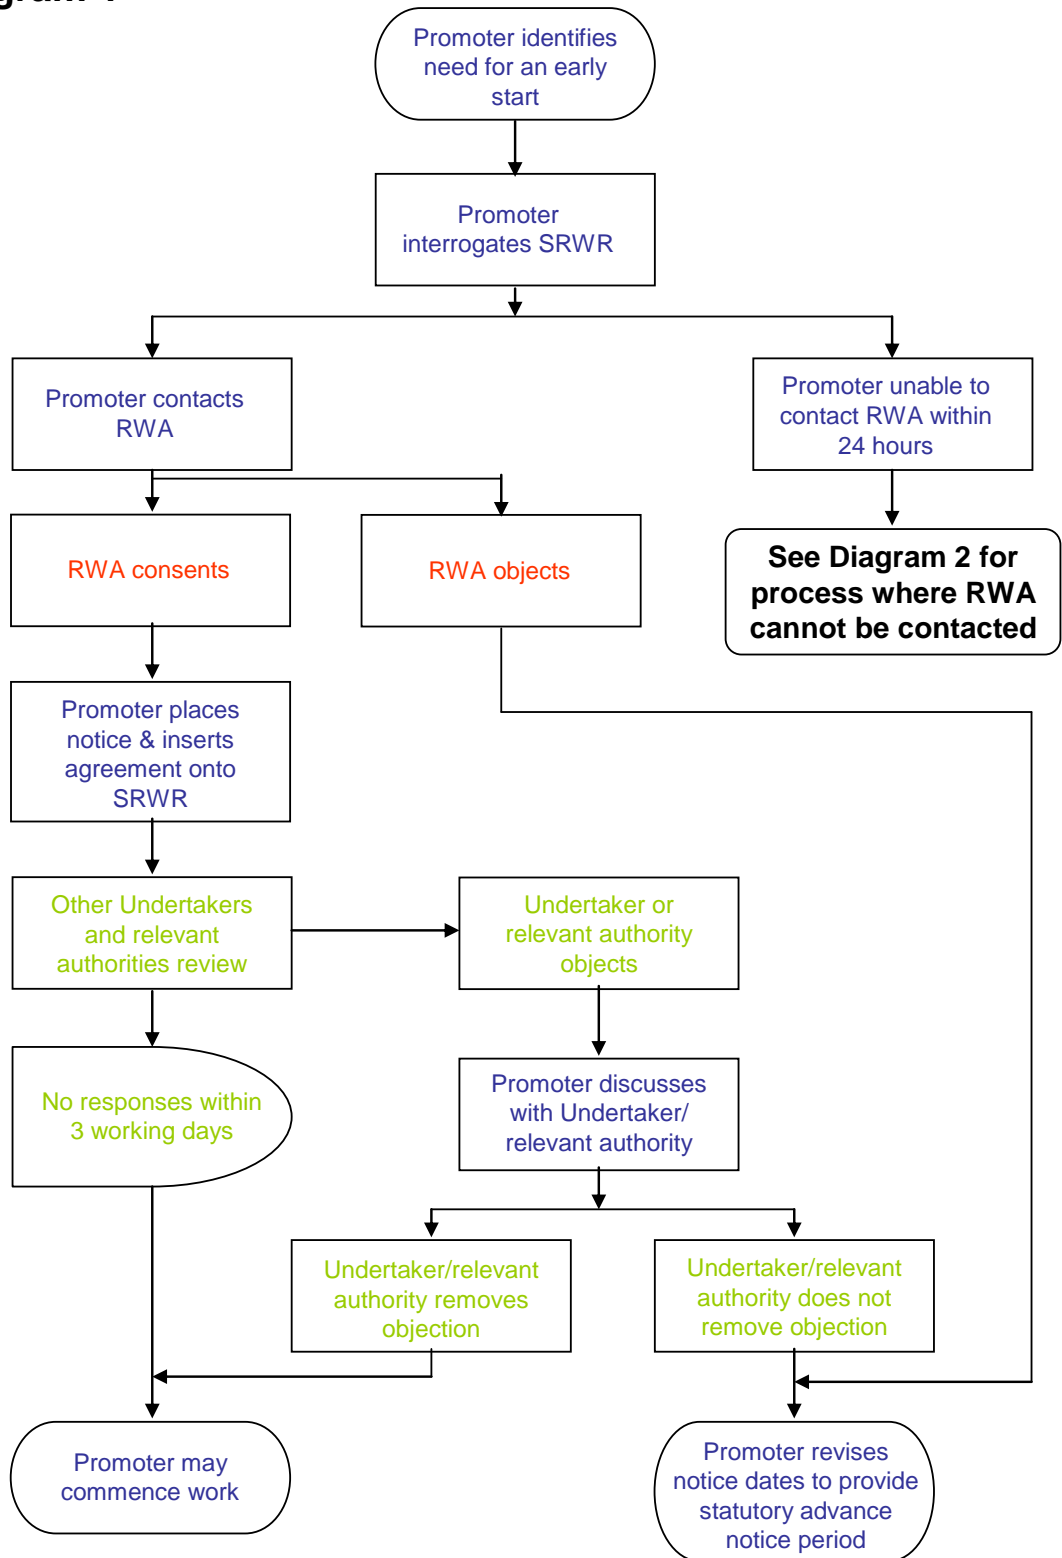 Promoter identifies
need for an early
start
Promoter
interrogates SRWR
Promoter contacts
RWA
Promoter unable to
contact RWA within
24 hours
RWA consents
RWA objects
See Diagram 2 for
process where RWA
cannot be contacted
Promoter places
notice & inserts
agreement onto
SRWR
Other Undertakers
and relevant
authorities review
Undertaker or
relevant authority
objects
No responses within
3 working days
Promoter discusses
with Undertaker/
relevant authority
Undertaker/relevant
authority removes
objection
Undertaker/relevant
authority does not
remove objection
Promoter may
commence work
Promoter revises
notice dates to provide
statutory advance
notice period